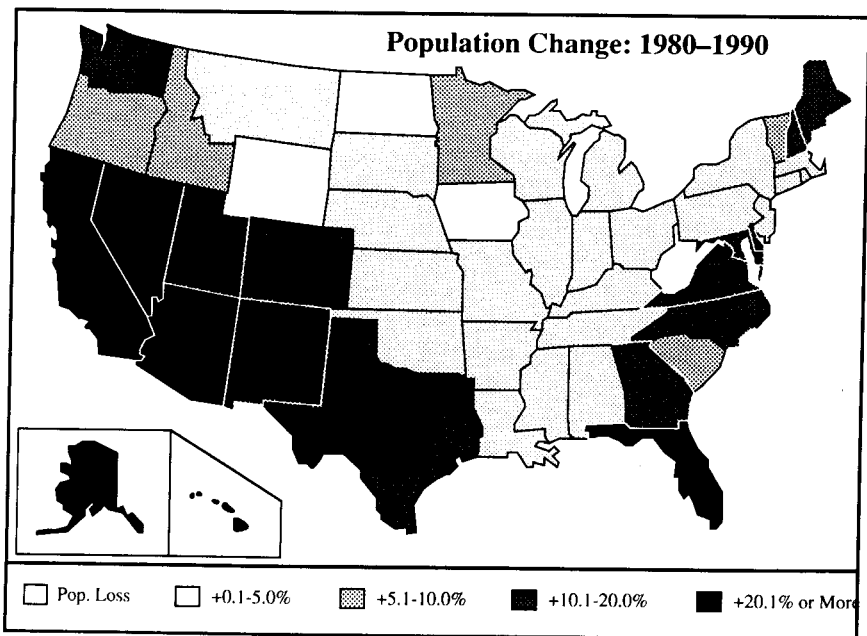 Population Change: 1980–1990
Pop. Loss
+0.1-5.0%
+5.1-10.0%
+10.1-20.0%
+20.1% or More